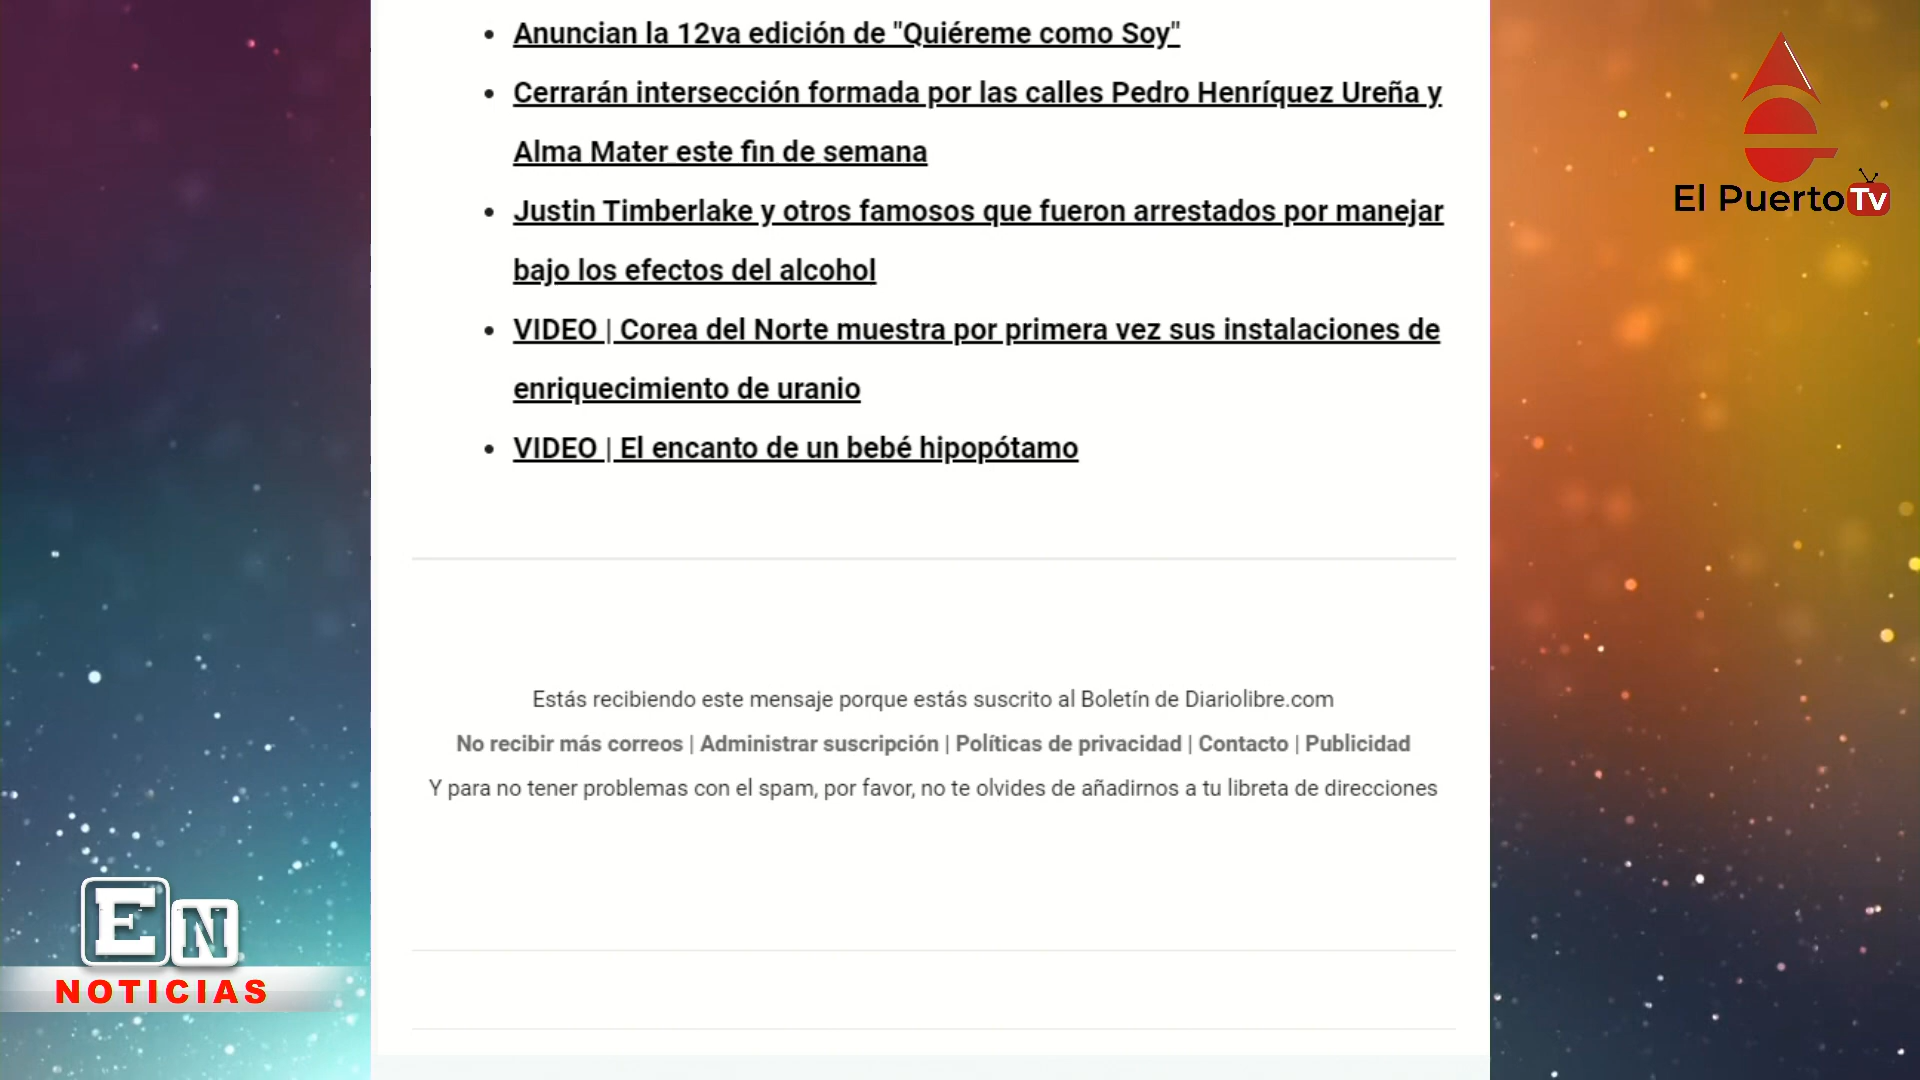 Anuncian la 12va edición de "Quiéreme como Soy"
Cerrarán intersección formada por las calles Pedro Henríquez Ureña y
Alma Mater este fin de semana
Justin Timberlake y otros famosos que fueron arrestados por manejar
bajo los efectos del alcohol
VIDEO | Corea del Norte muestra por primera vez sus instalaciones de
enriquecimiento de uranio
VIDEO | El encanto de un bebé hipopótamo
El Puerto Tv
Estás recibiendo este mensaje porque estás suscrito al Boletín de Diariolibre.com
No recibir más correos | Administrar suscripción | Políticas de privacidad | Contacto | Publicidad
Y para no tener problemas con el spam, por favor, no te olvides de añadirnos a tu libreta de direcciones
EN
NOTICIAS